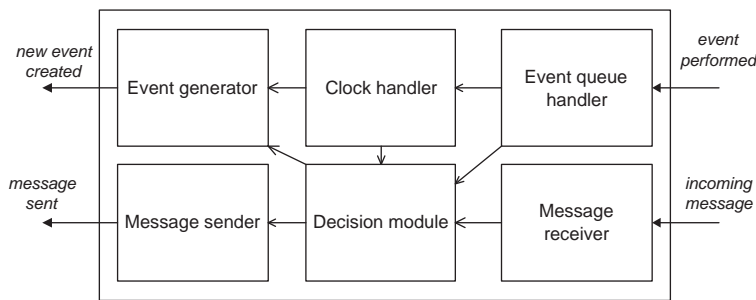 new event
created
Event generator
Clock handler
Event queue
handler
event
performed
message
sent
Message sender
Decision module
Message
receiver
incoming
message